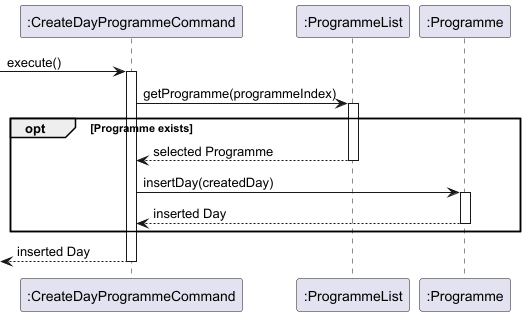 :CreateDayProgrammeCommand :ProgrammeList :Programme
execute()
getProgramme(programmeIndex)
opt [Programme exists]
selected Programme
insertDay(createdDay)
inserted Day
inserted Day
:CreateDayProgrammeCommand :ProgrammeList :Programme